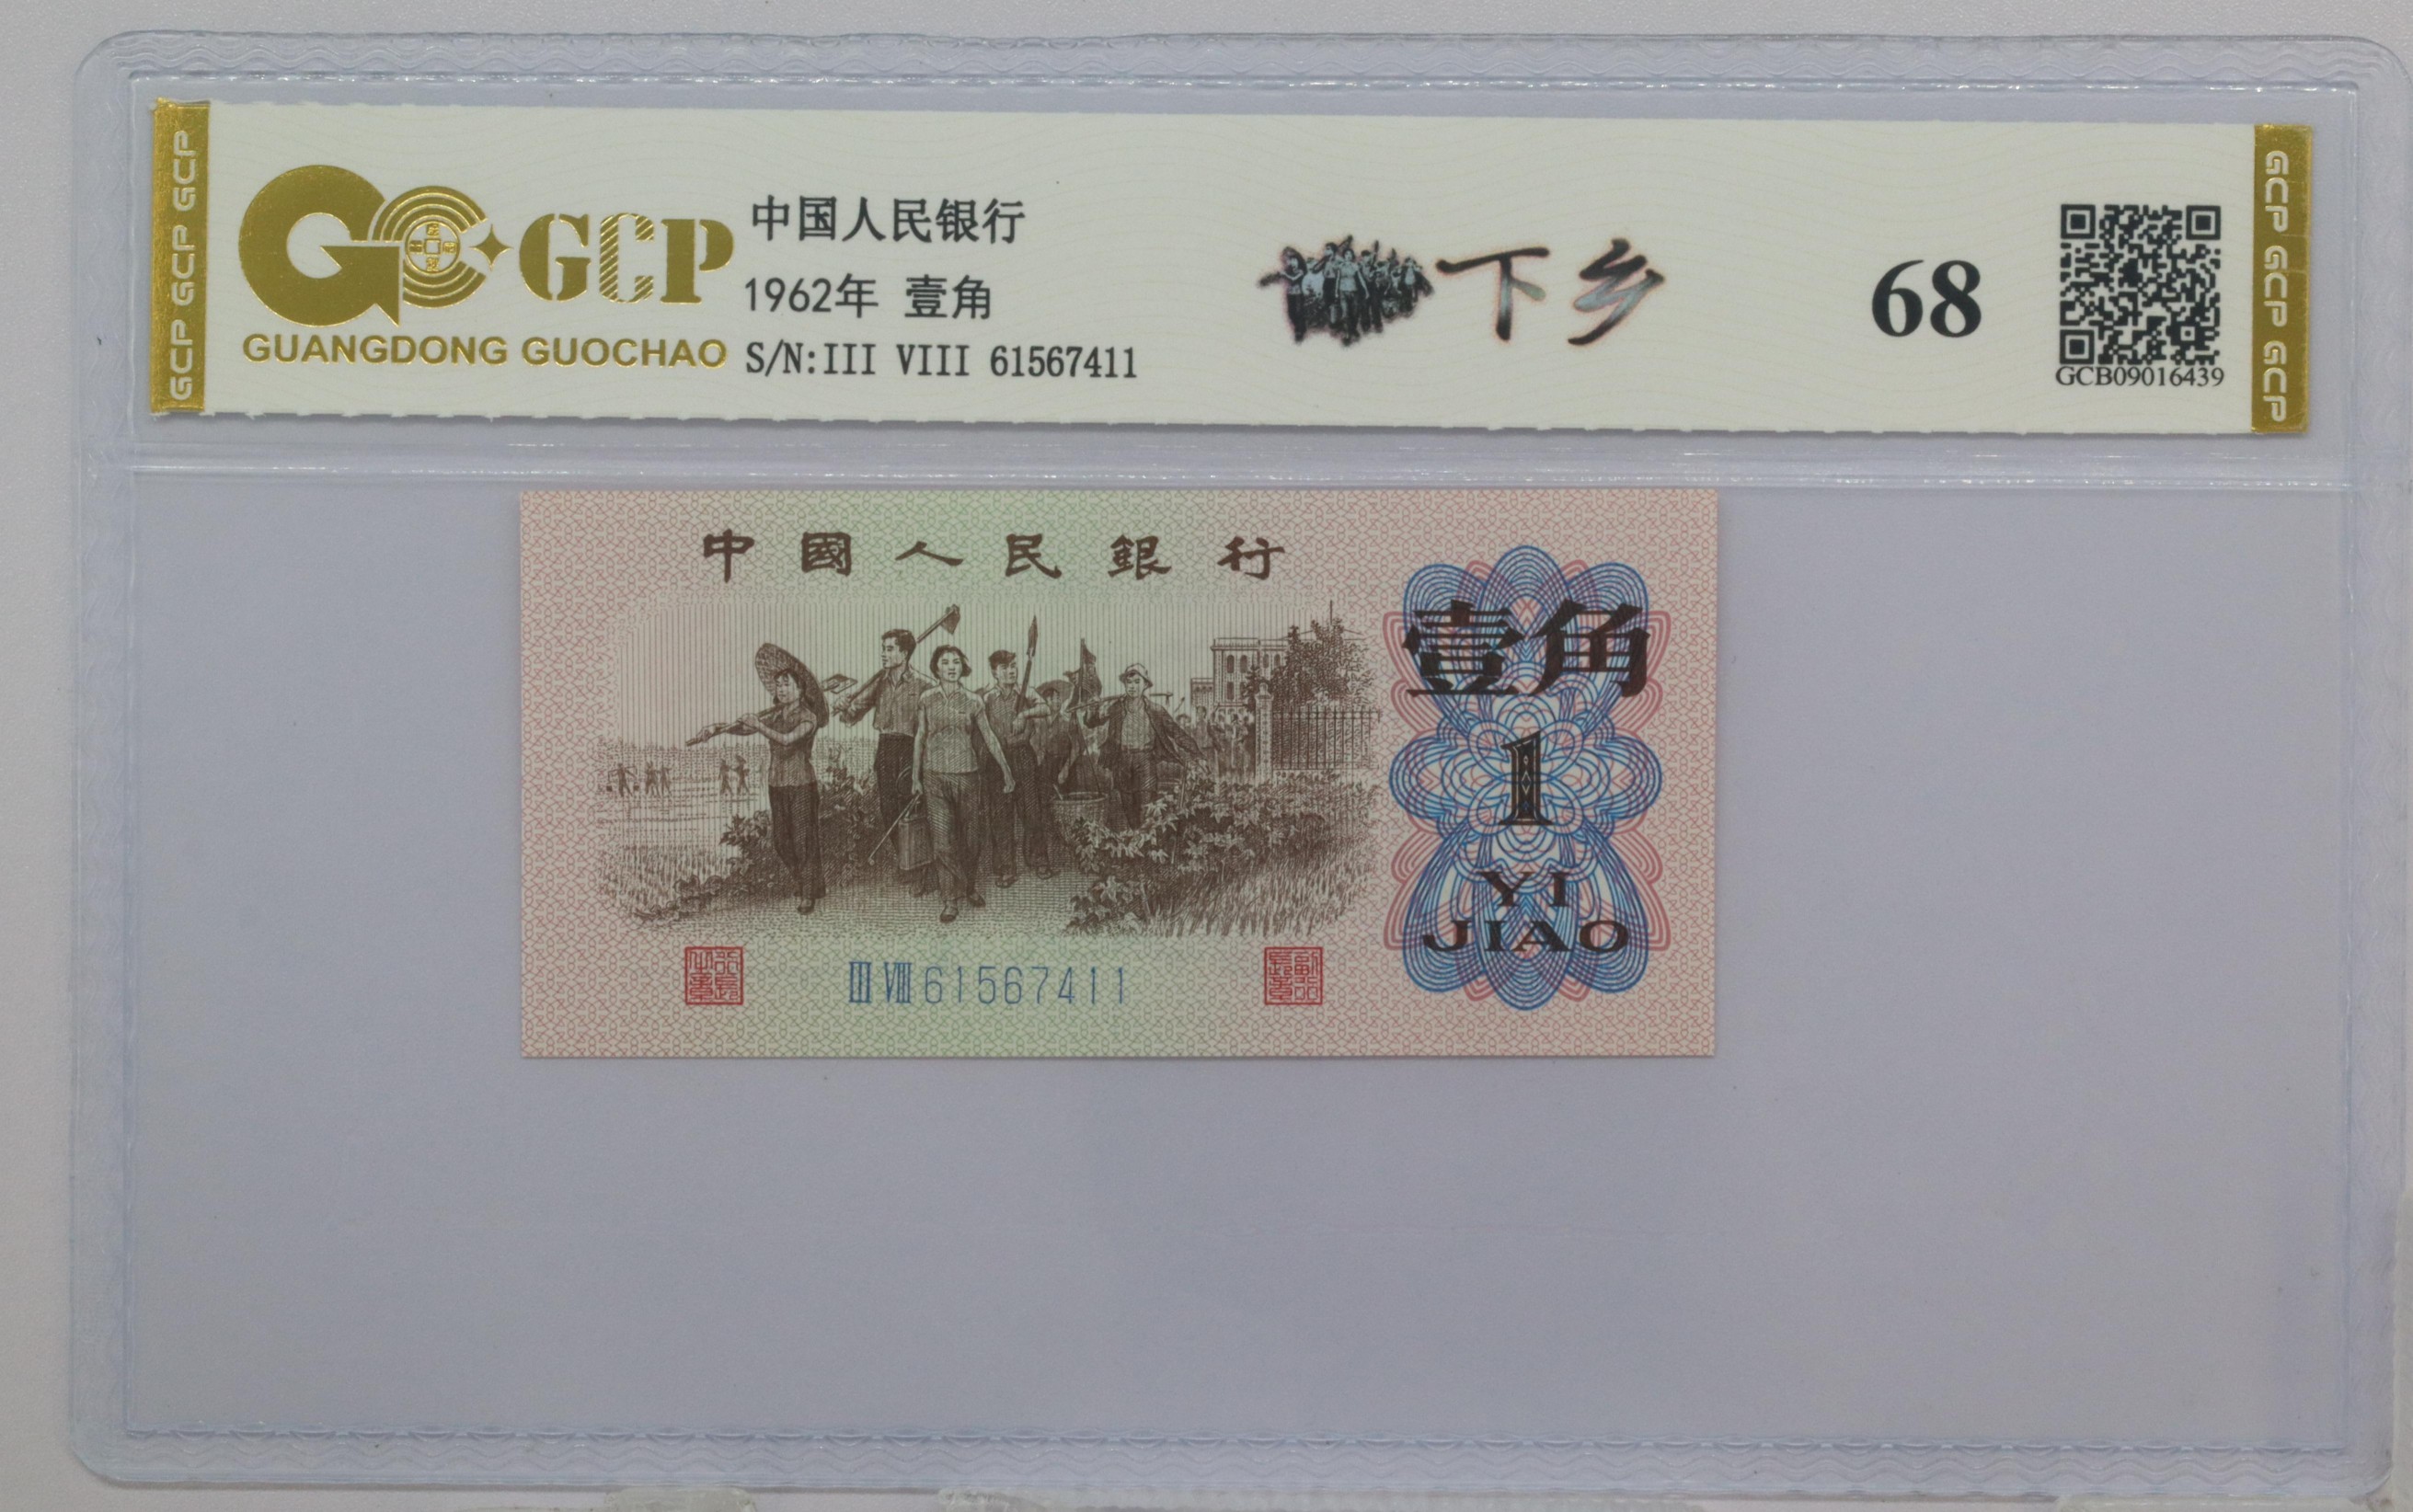 GCP GCP GCP
GCP
GUANGDONG GUOCHAO
中国人民银行
1962年 壹角
S/N:III VIII 61567411
下乡
68
GCB09016439
GCP GCP GCP
中國人民銀行
壹角
1
YI
JIAO
III VIII 61567411